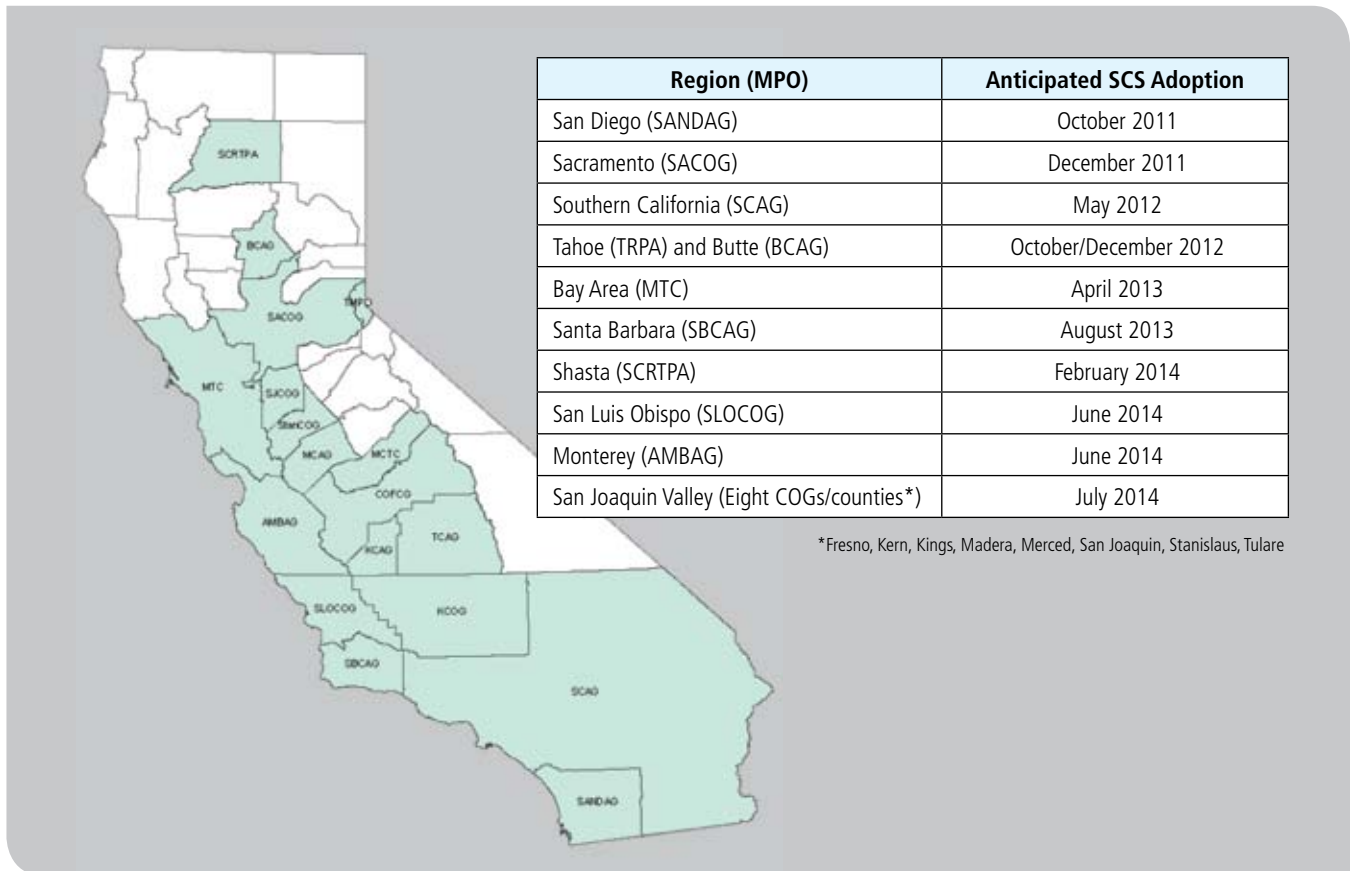 Region (MPO) Anticipated SCS Adoption
San Diego (SANDAG) October 2011
Sacramento (SACOG) December 2011
Southern California (SCAG) May 2012
Tahoe (TRPA) and Butte (BCAG) October/December 2012
Bay Area (MTC) April 2013
Santa Barbara (SBCAG) August 2013
Shasta (SCRTPA) February 2014
San Luis Obispo (SLOCOG) June 2014
Monterey (AMBAG) June 2014
San Joaquin Valley (Eight COGs/counties*) July 2014
*Fresno, Kern, Kings, Madera, Merced, San Joaquin, Stanislaus, Tulare
SCRTPA
BCAG
TMPO
SACOG
MTC
SJCOG
StanCOG
MCAG
MCTC
COFCG
AMBAG
KCAG
TCAG
SLOCOG
KCOG
SBCAG
SCAG
SANDAG